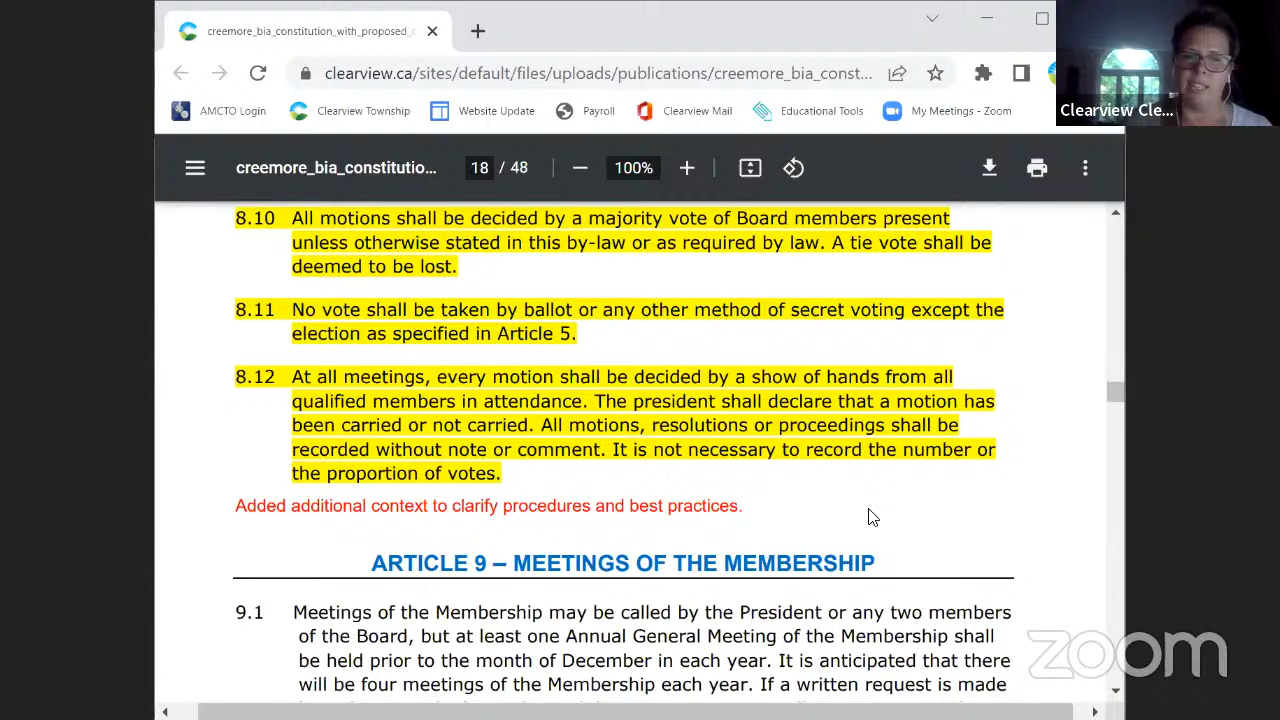 creemore_bia_constitution_with_proposed_c
clearview.ca/sites/default/files/uploads/publications/creemore_bia_const...
AMCTO Login Clearview Township Website Update Payroll Clearview Mail Educational Tools My Meetings - Zoom
Clearview Cle...
creemore_bia_constitutio... 18 / 48 100%
8.10 All motions shall be decided by a majority vote of Board members present
unless otherwise stated in this by-law or as required by law. A tie vote shall be
deemed to be lost.
8.11 No vote shall be taken by ballot or any other method of secret voting except the
election as specified in Article 5.
8.12 At all meetings, every motion shall be decided by a show of hands from all
qualified members in attendance. The president shall declare that a motion has
been carried or not carried. All motions, resolutions or proceedings shall be
recorded without note or comment. It is not necessary to record the number or
the proportion of votes.
Added additional context to clarify procedures and best practices.
ARTICLE 9 – MEETINGS OF THE MEMBERSHIP
9.1 Meetings of the Membership may be called by the President or any two members
of the Board, but at least one Annual General Meeting of the Membership shall
be held prior to the month of December in each year. It is anticipated that there
will be four meetings of the Membership each year. If a written request is made
zoom